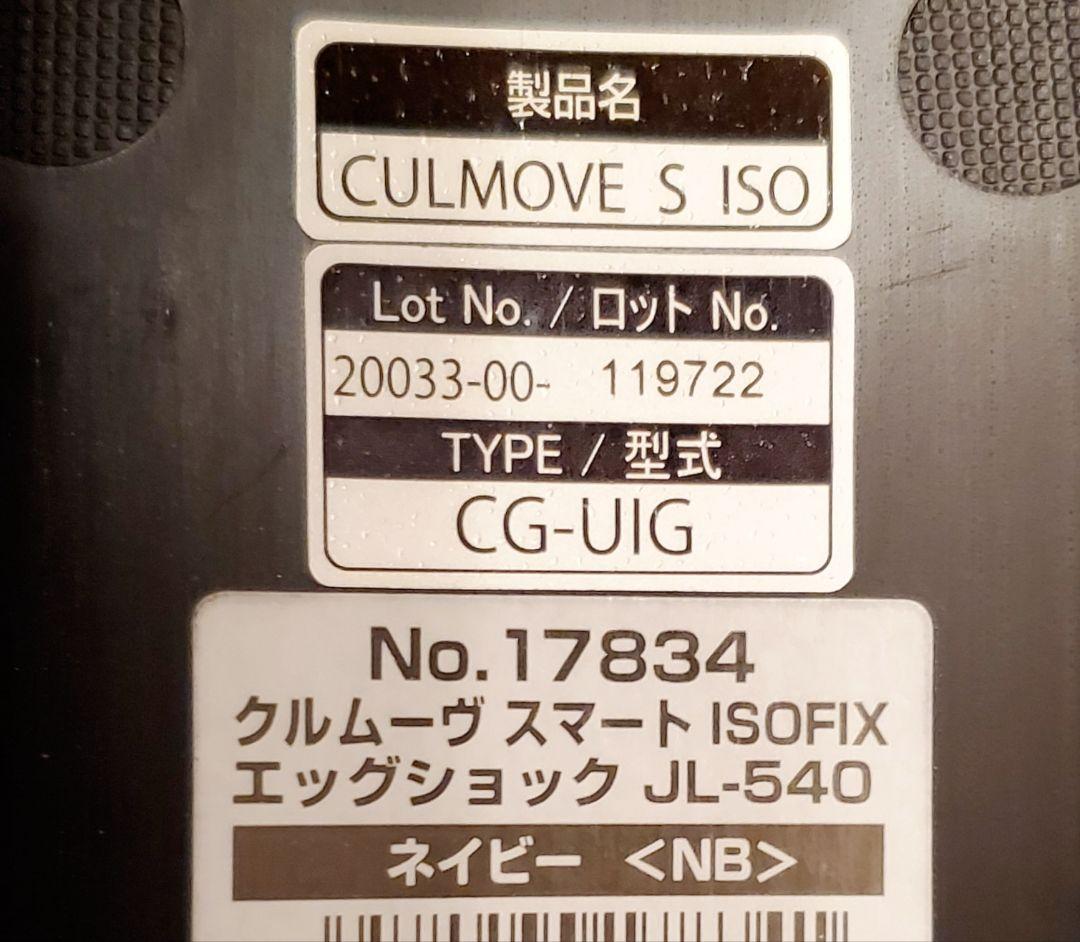 製品名
CULMOVE S ISO
Lot No. / ロット No.
20033-00- 119722
TYPE / 型式
CG-UIG
No.17834
クルムーヴ スマート ISOFIX
エッグショック JL-540
ネイビー <NB>